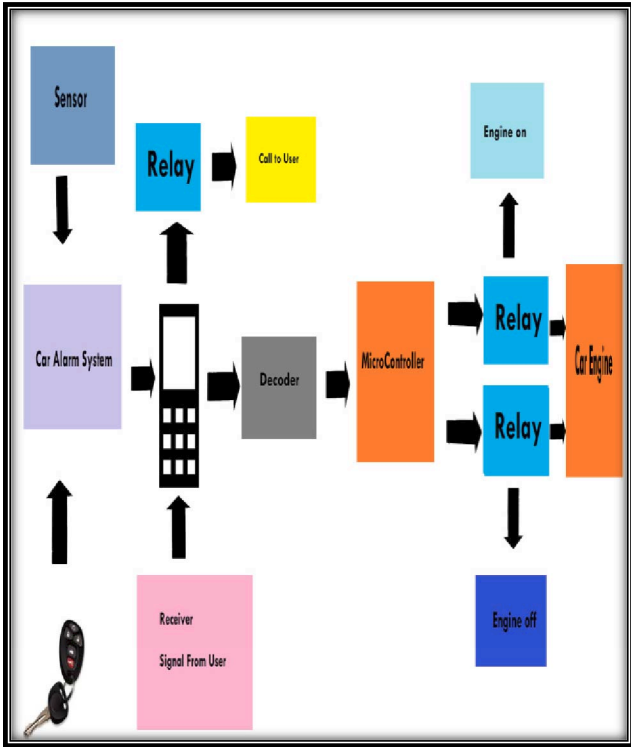 Sensor
Relay
Call to User
Engine on
Car Alarm System
Decoder
MicroController
Relay
Car Engine
Relay
Receiver
Signal From User
Engine off